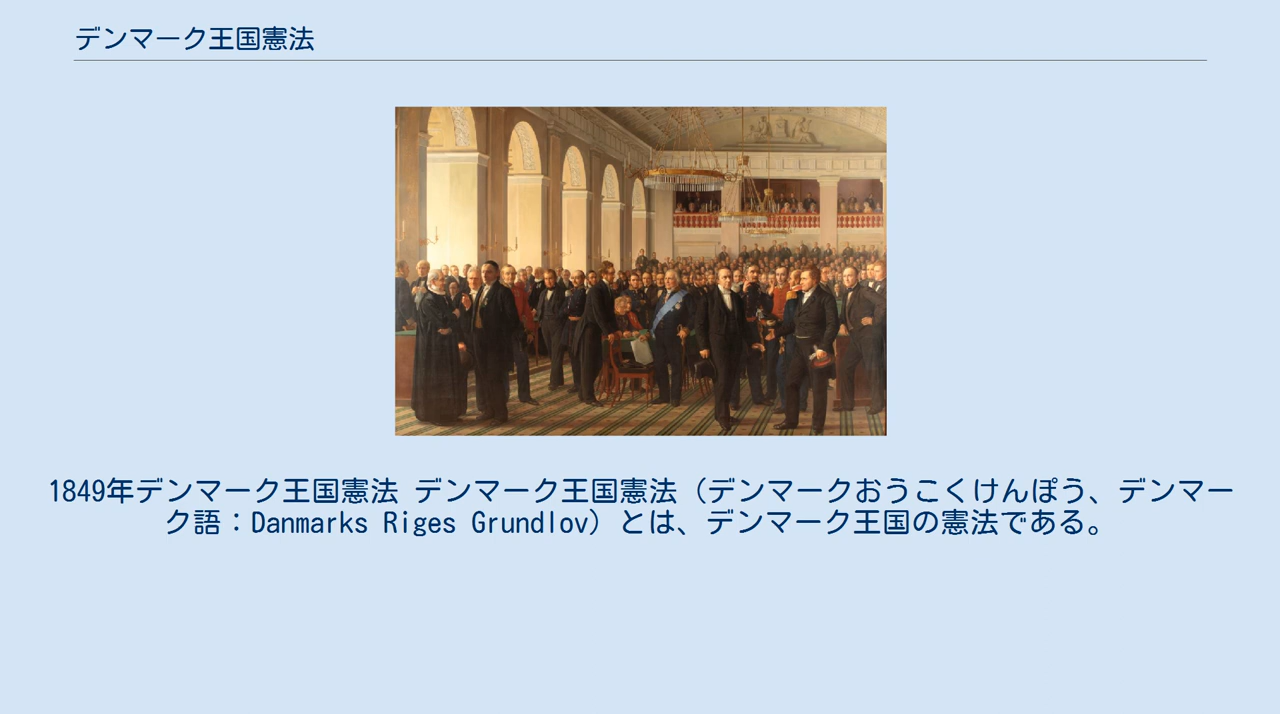 デンマーク王国憲法
1849年デンマーク王国憲法 デンマーク王国憲法（デンマークおうこくけんぽう、デンマー
ク語：Danmarks Riges Grundlov）とは、デンマーク王国の憲法である。